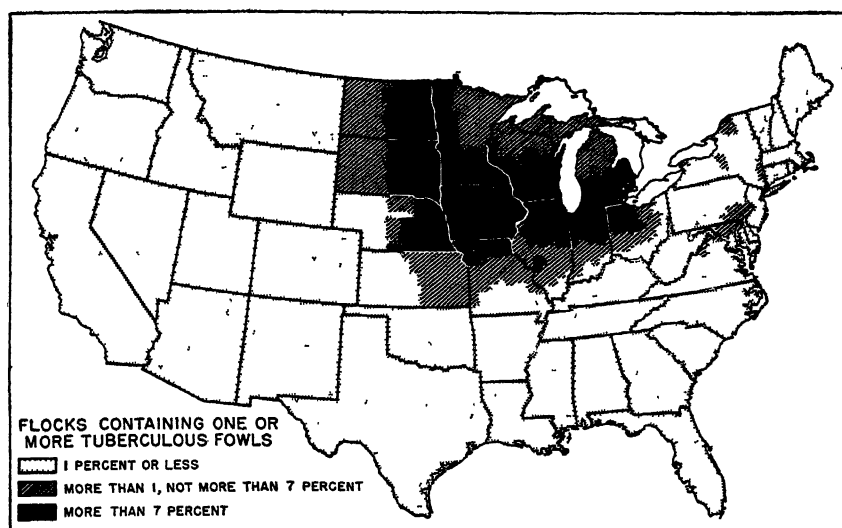 FLOCKS CONTAINING ONE OR
MORE TUBERCULOUS FOWLS
1 PERCENT OR LESS
MORE THAN 1, NOT MORE THAN 7 PERCENT
MORE THAN 7 PERCENT